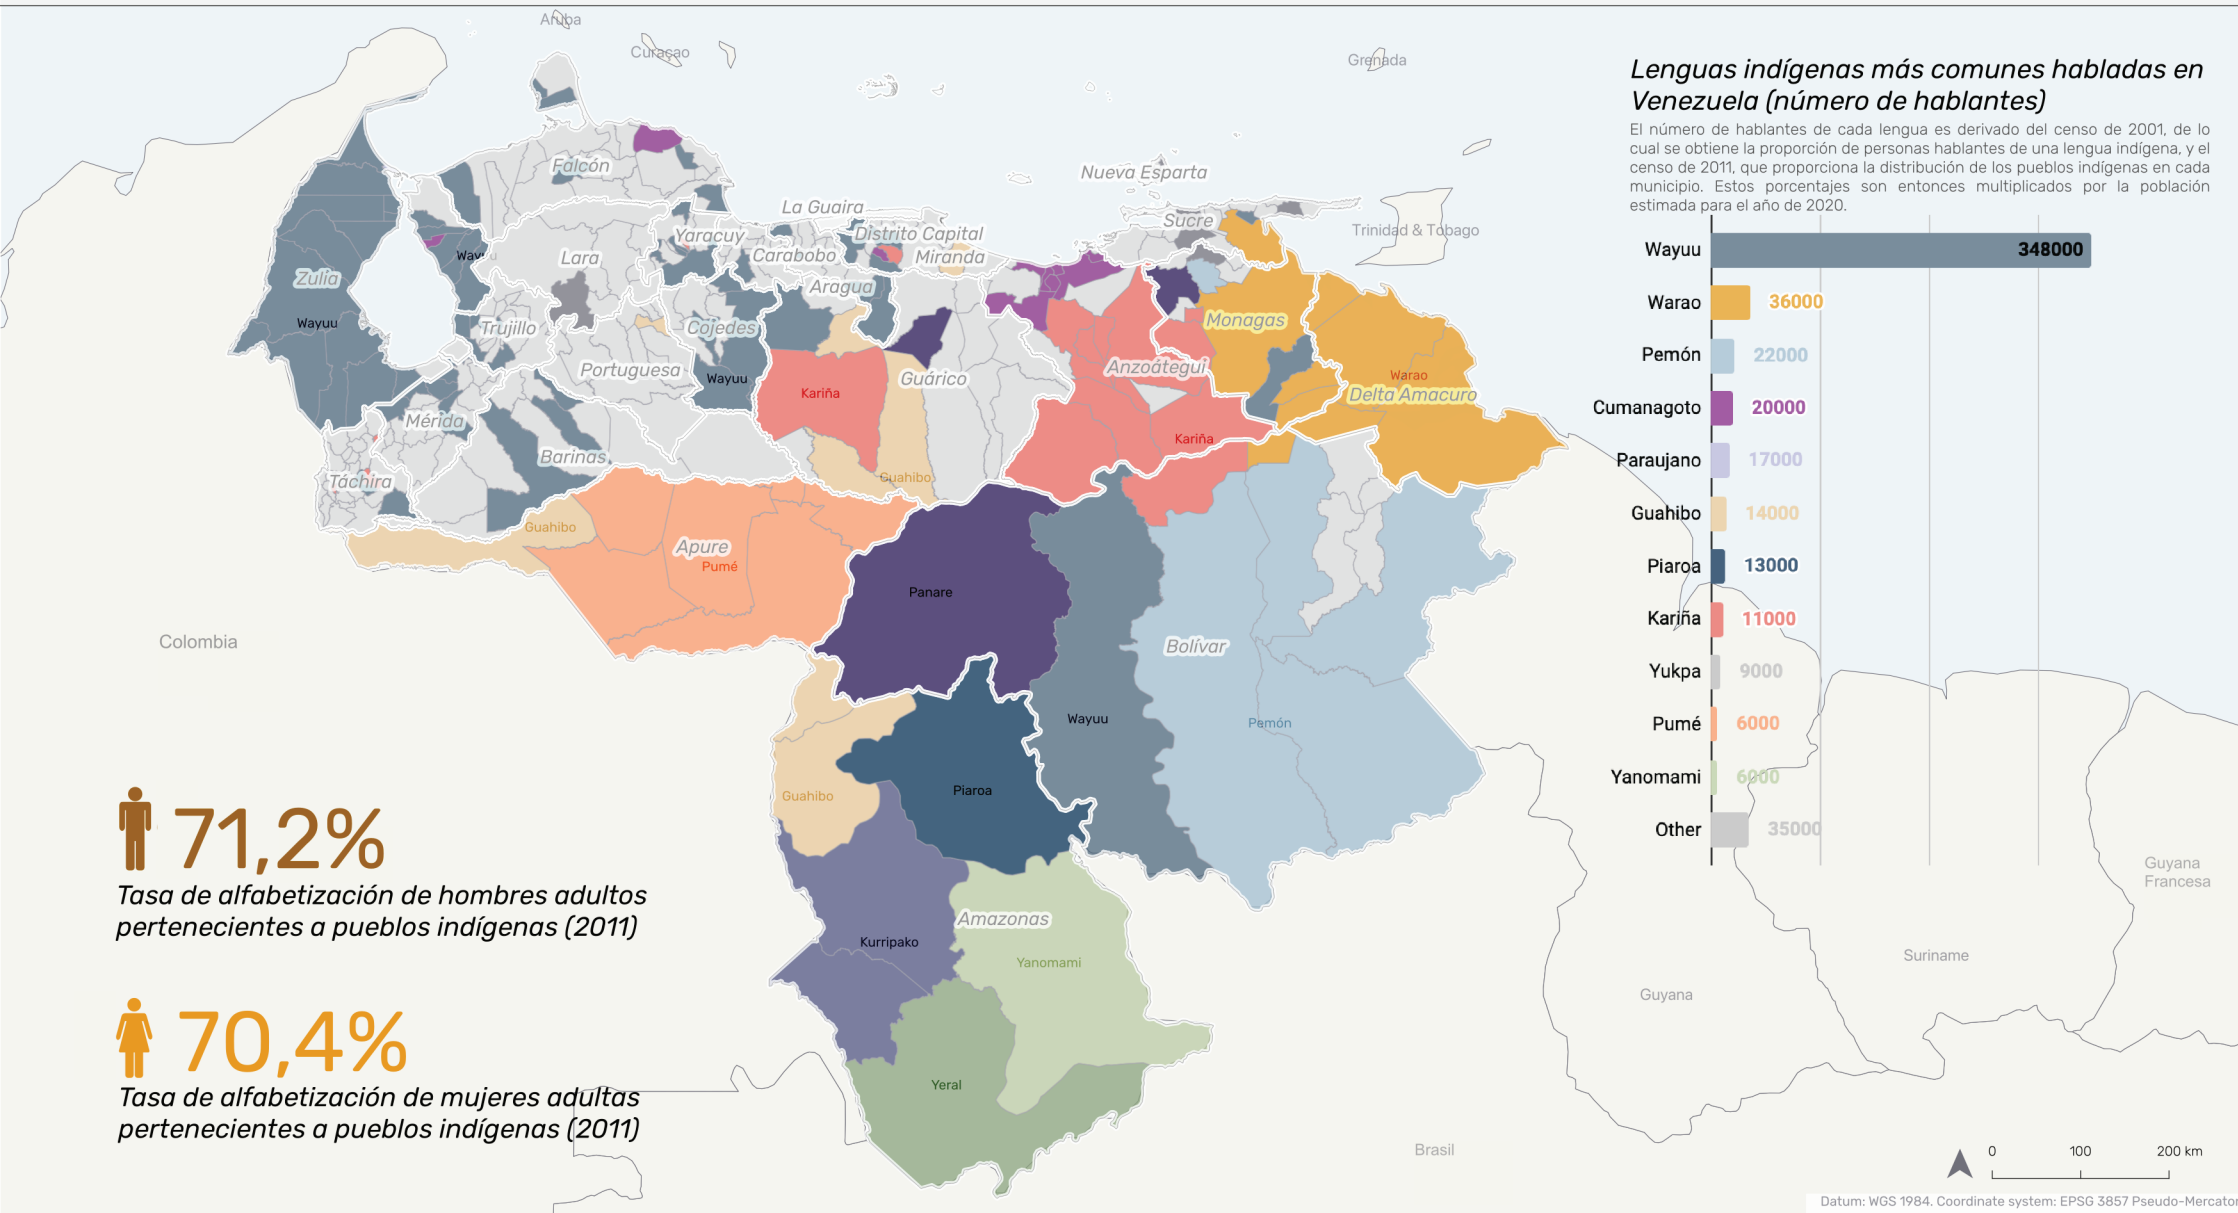 Aruba
Curaçao
Grenada
Lenguas indígenas más comunes habladas en
Venezuela (número de hablantes)
El número de hablantes de cada lengua es derivado del censo de 2001, de lo
cual se obtiene la proporción de personas hablantes de una lengua indígena, y el
censo de 2011, que proporciona la distribución de los pueblos indígenas en cada
municipio. Estos porcentajes son entonces multiplicados por la población
estimada para el año de 2020.
Wayuu 348000
Warao 36000
Pemón 22000
Cumanagoto 20000
Paraujano 17000
Guahibo 14000
Piaroa 13000
Kariña 11000
Yukpa 9000
Pumé 6000
Yanomami 6000
Other 35000
Falcón
Nueva Esparta
La Guaira
Sucre
Trinidad & Tobago
Yaracuy
Distrito Capital
Carabobo
Miranda
Lara
Wayuu
Zulia
Aragua
Wayuu
Trujillo
Cojedes
Monagas
Portuguesa
Wayuu
Guárico
Anzoátegui
Kariña
Warao
Delta Amacuro
Mérida
Barinas
Kariña
Táchira
Guahibo
Guahibo
Apure
Pumé
Panare
Colombia
Bolívar
Wayuu
Pemón
Guahibo
Piaroa
Amazonas
Kurripako
Yanomami
Yeral
Guyana
Francesa
Suriname
Guyana
Brasil
71,2%
Tasa de alfabetización de hombres adultos
pertenecientes a pueblos indígenas (2011)
70,4%
Tasa de alfabetización de mujeres adultas
pertenecientes a pueblos indígenas (2011)
0 100 200 km
Datum: WGS 1984. Coordinate system: EPSG 3857 Pseudo-Mercator